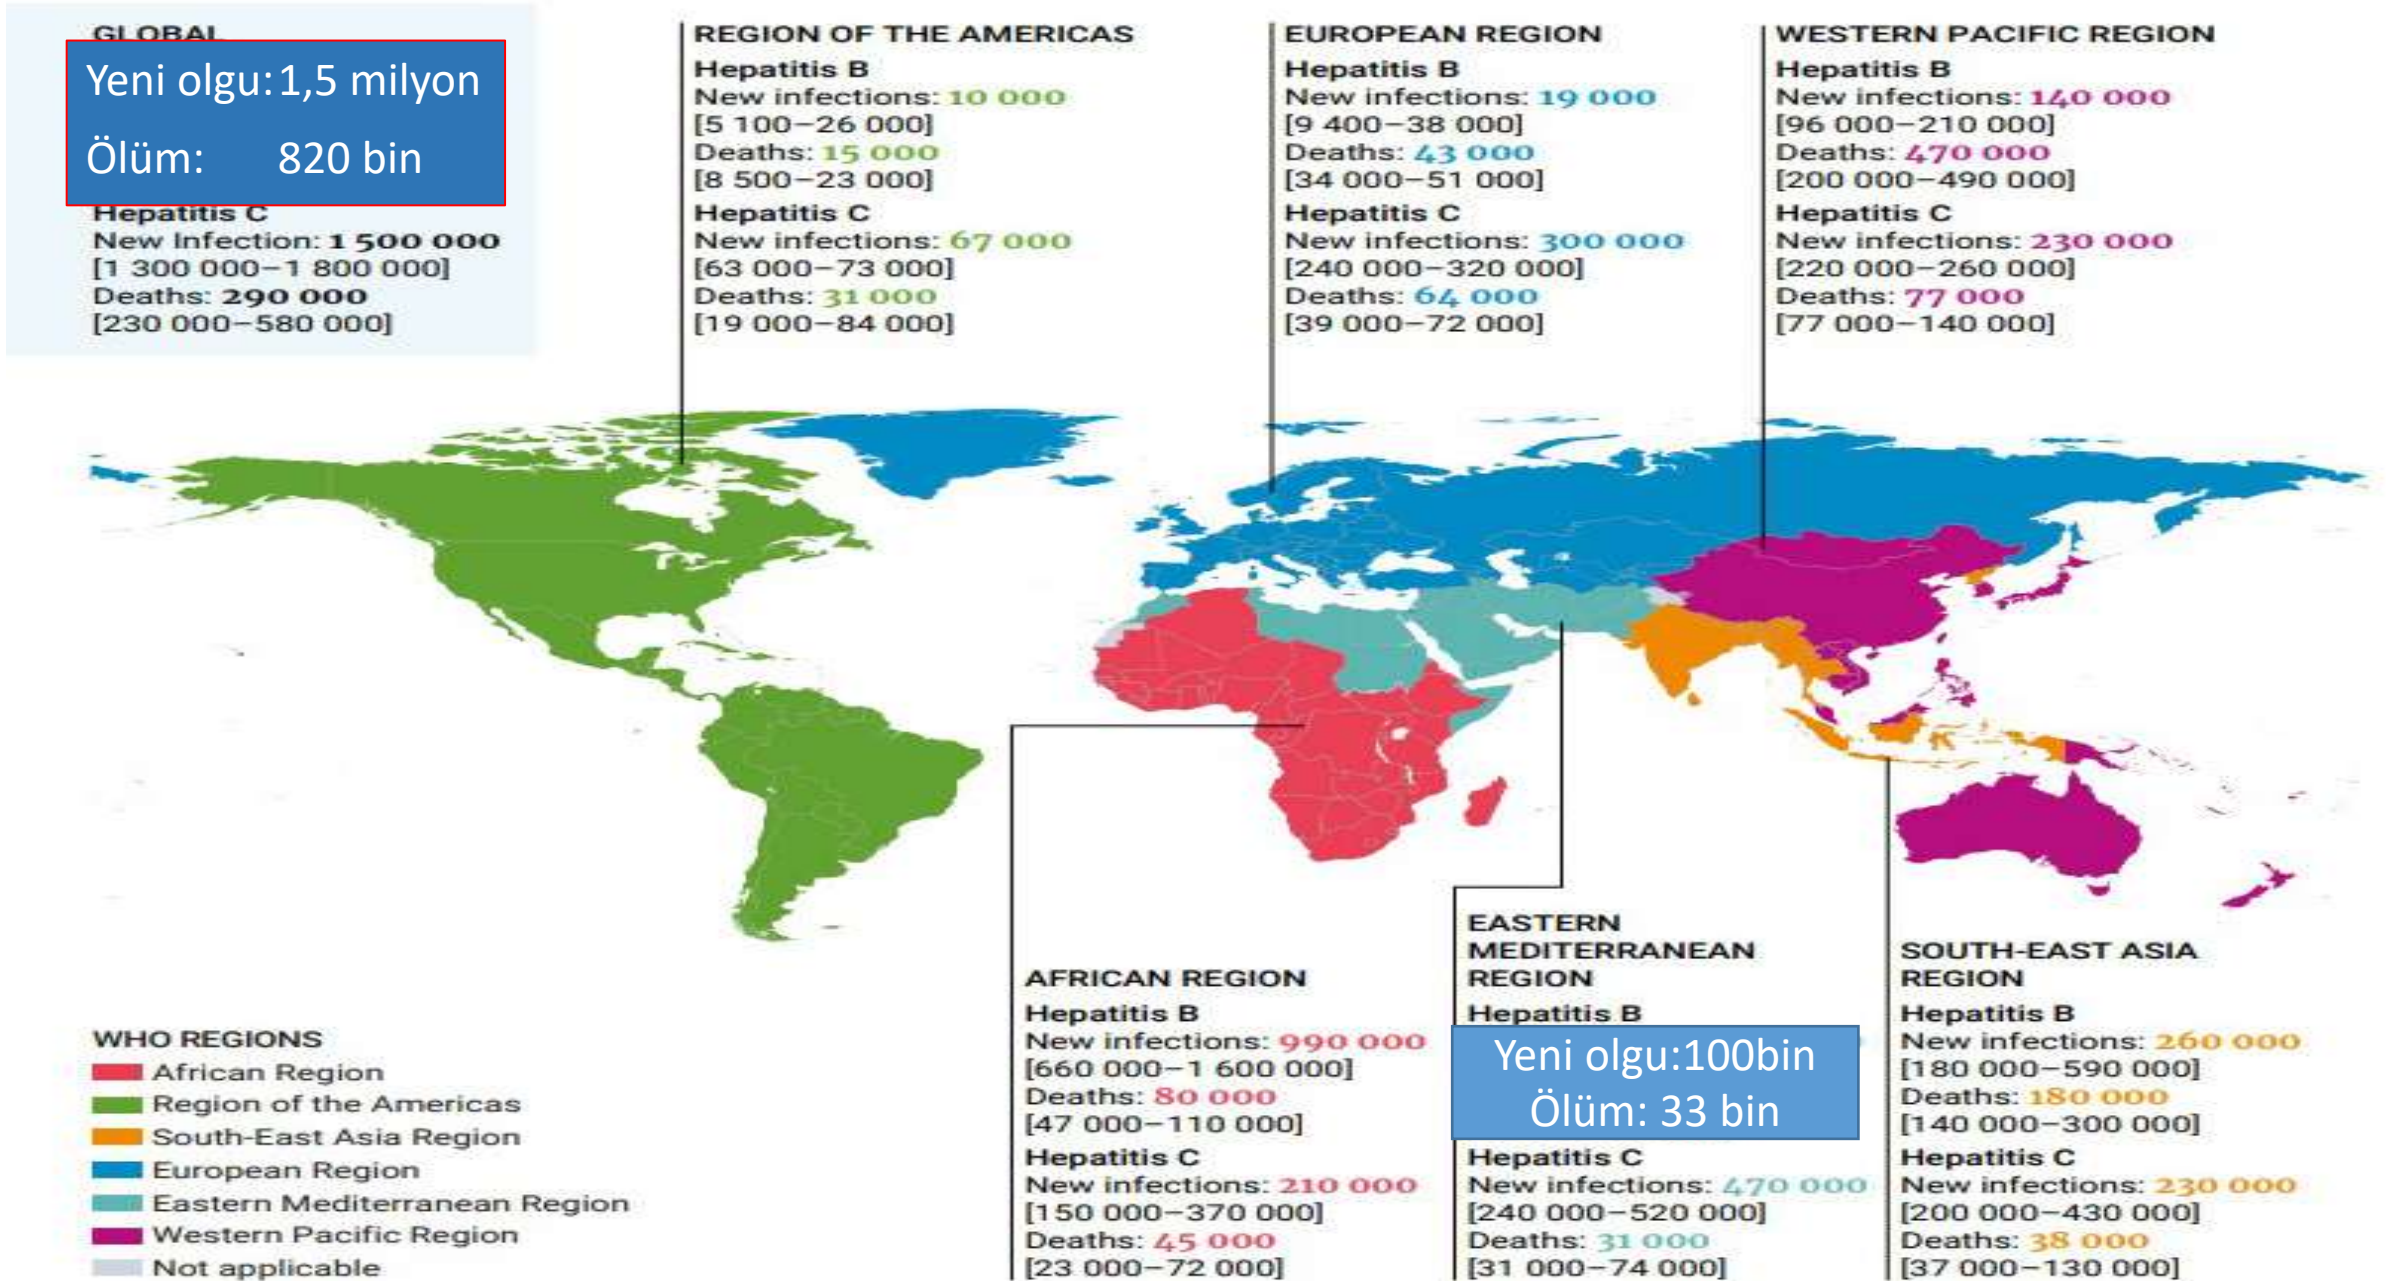 GLOBAL
Yeni olgu: 1,5 milyon
Ölüm: 820 bin
Hepatitis C
New Infection: 1 500 000
[1 300 000–1 800 000]
Deaths: 290 000
[230 000–580 000]
REGION OF THE AMERICAS
Hepatitis B
New infections: 10 000
[5 100–26 000]
Deaths: 15 000
[8 500–23 000]
Hepatitis C
New infections: 67 000
[63 000–73 000]
Deaths: 31 000
[19 000–84 000]
EUROPEAN REGION
Hepatitis B
New infections: 19 000
[9 400–38 000]
Deaths: 43 000
[34 000–51 000]
Hepatitis C
New infections: 300 000
[240 000–320 000]
Deaths: 64 000
[39 000–72 000]
WESTERN PACIFIC REGION
Hepatitis B
New infections: 140 000
[96 000–210 000]
Deaths: 470 000
[200 000–490 000]
Hepatitis C
New infections: 230 000
[220 000–260 000]
Deaths: 77 000
[77 000–140 000]
WHO REGIONS
African Region
Region of the Americas
South-East Asia Region
European Region
Eastern Mediterranean Region
Western Pacific Region
Not applicable
AFRICAN REGION
Hepatitis B
New infections: 990 000
[660 000–1 600 000]
Deaths: 80 000
[47 000–110 000]
Hepatitis C
New infections: 210 000
[150 000–370 000]
Deaths: 45 000
[23 000–72 000]
EASTERN
MEDITERRANEAN
REGION
Hepatitis B
Yeni olgu:100bin
Ölüm: 33 bin
Hepatitis C
New infections: 470 000
[240 000–520 000]
Deaths: 31 000
[31 000–74 000]
SOUTH-EAST ASIA
REGION
Hepatitis B
New infections: 260 000
[180 000–590 000]
Deaths: 180 000
[140 000–300 000]
Hepatitis C
New infections: 230 000
[200 000–430 000]
Deaths: 38 000
[37 000–130 000]